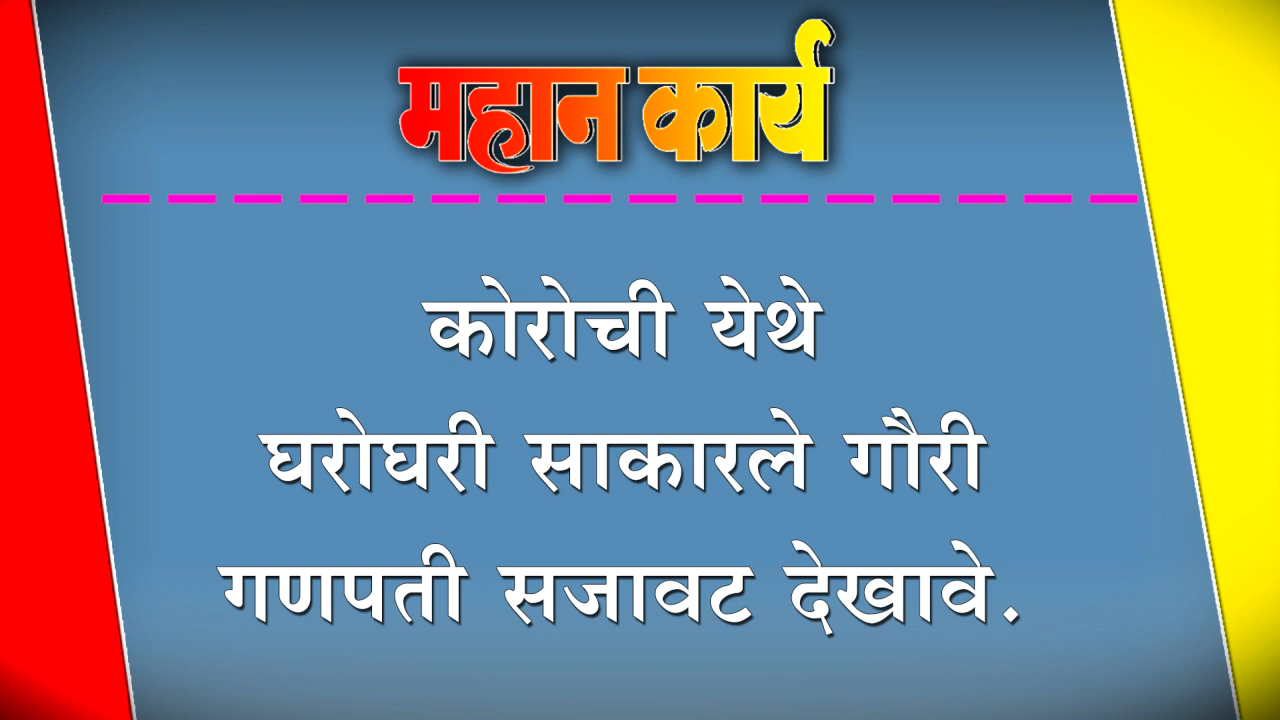 महान कार्य
कोरोची येथे
घरोघरी साकारले गौरी
गणपती सजावट देखावे.